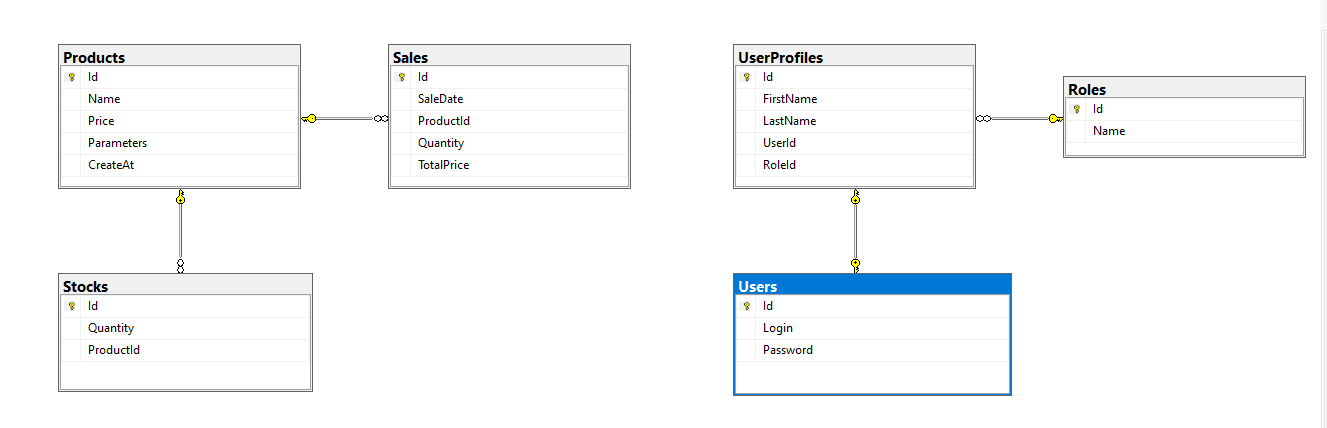 Products
Id
Name
Price
Parameters
CreateAt
Sales
Id
SaleDate
ProductId
Quantity
TotalPrice
UserProfiles
Id
FirstName
LastName
UserId
RoleId
Roles
Id
Name
Stocks
Id
Quantity
ProductId
Users
Id
Login
Password